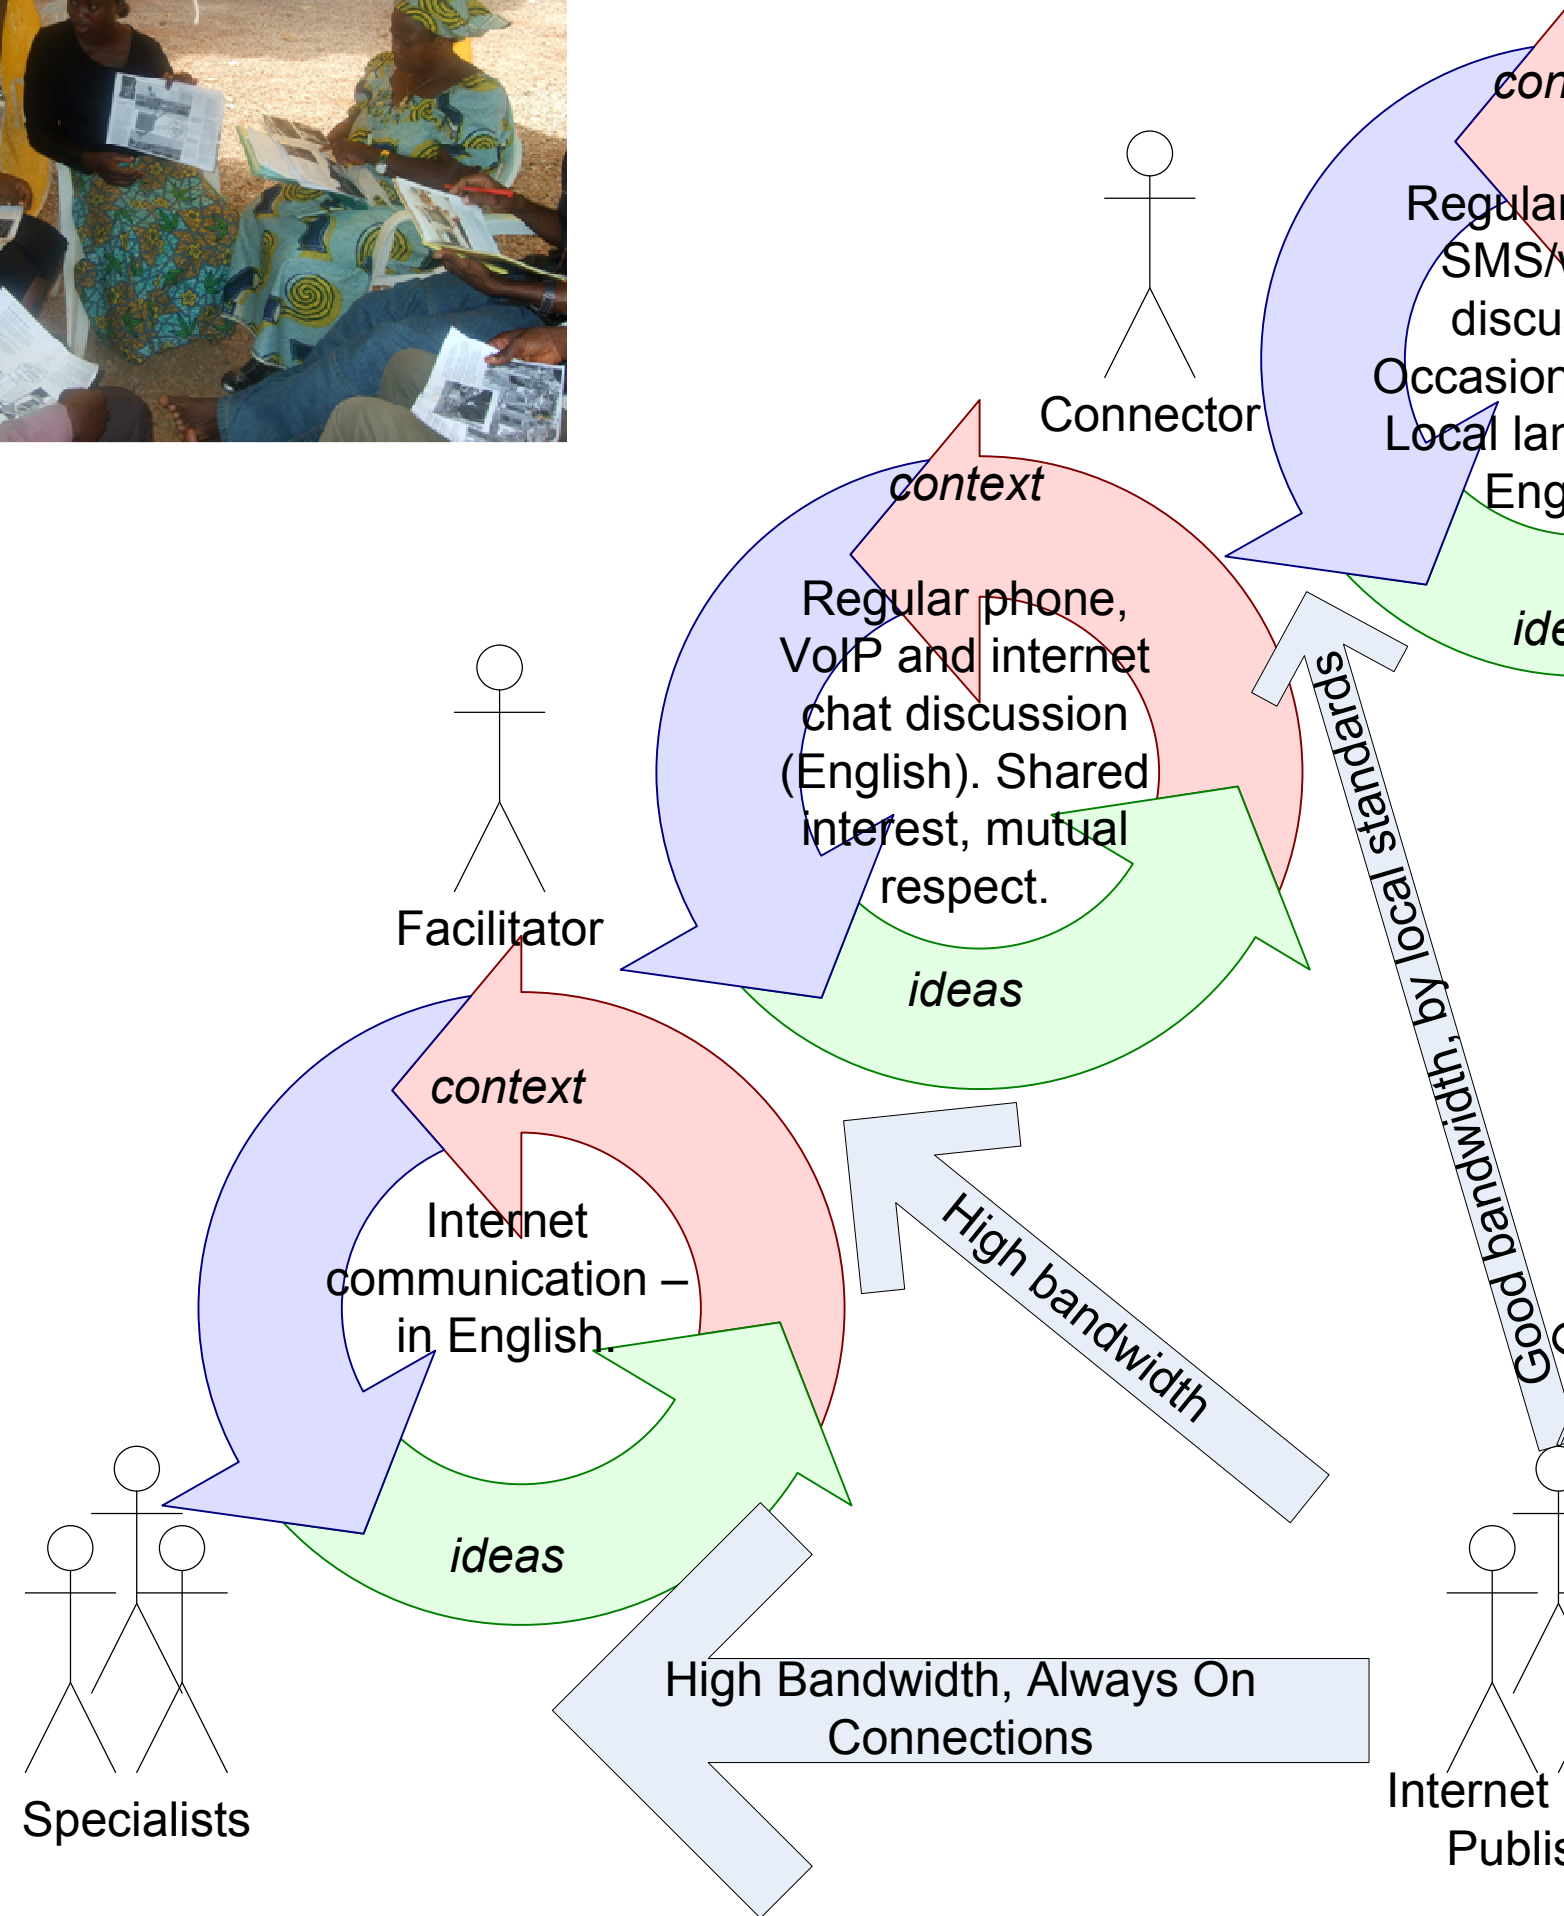 Connector
context
Regular phone,
VoIP and internet
chat discussion
(English). Shared
interest, mutual
respect.
ideas
Regular
SMS/
Occasion
Local
Facilitator
context
Internet
communication –
in English.
ideas
Good bandwidth, by local standards
High bandwidth
High Bandwidth, Always On
Connections
Specialists
Internet